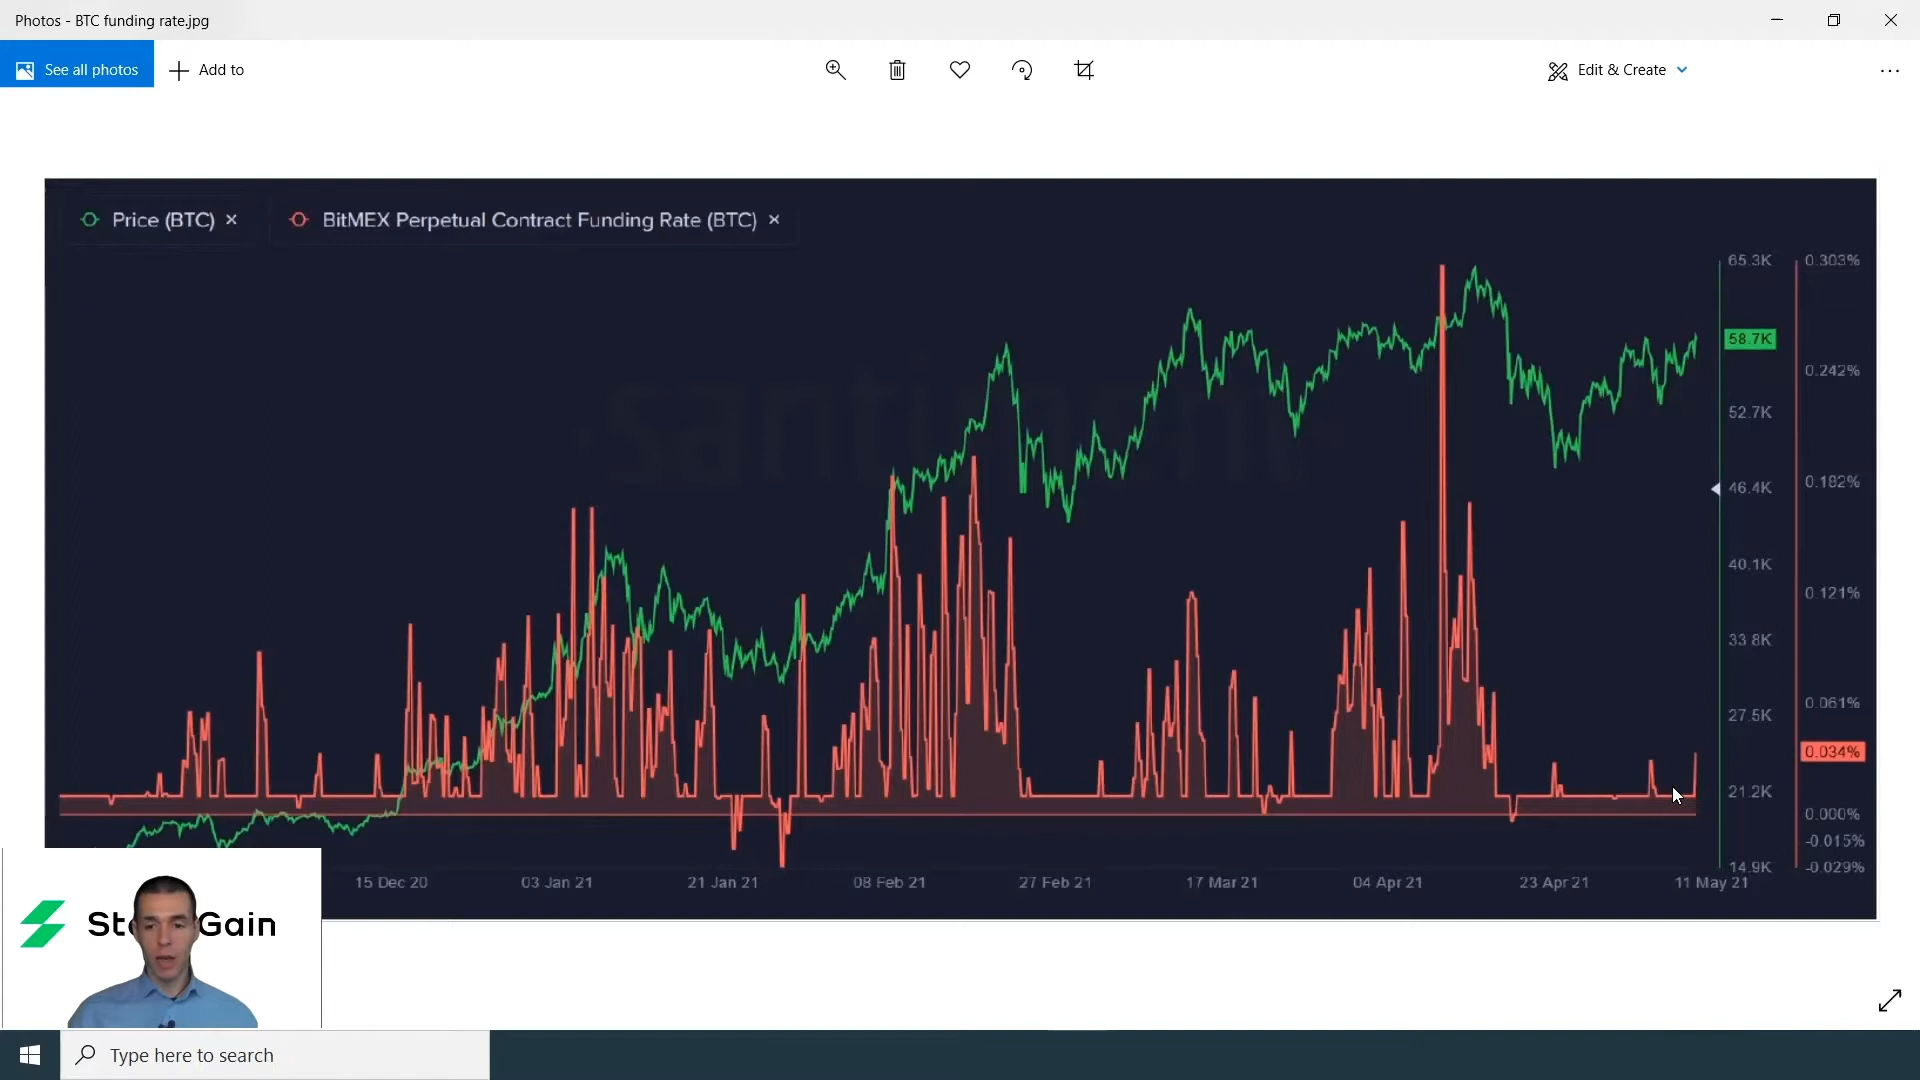 Photos - BTC funding rate.jpg
See all photos
Add to
Edit & Create
Price (BTC) ×
BitMEX Perpetual Contract Funding Rate (BTC) ×
santiment
65.3K 0.303%
58.7K
0.242%
52.7K
46.4K 0.182%
40.1K
0.121%
33.8K
27.5K 0.061%
0.034%
21.2K
0.000%
-0.015%
14.9K -0.029%
15 Dec 20 03 Jan 21 21 Jan 21 08 Feb 21 27 Feb 21 17 Mar 21 04 Apr 21 23 Apr 21 11 May 21
Gain
Type here to search